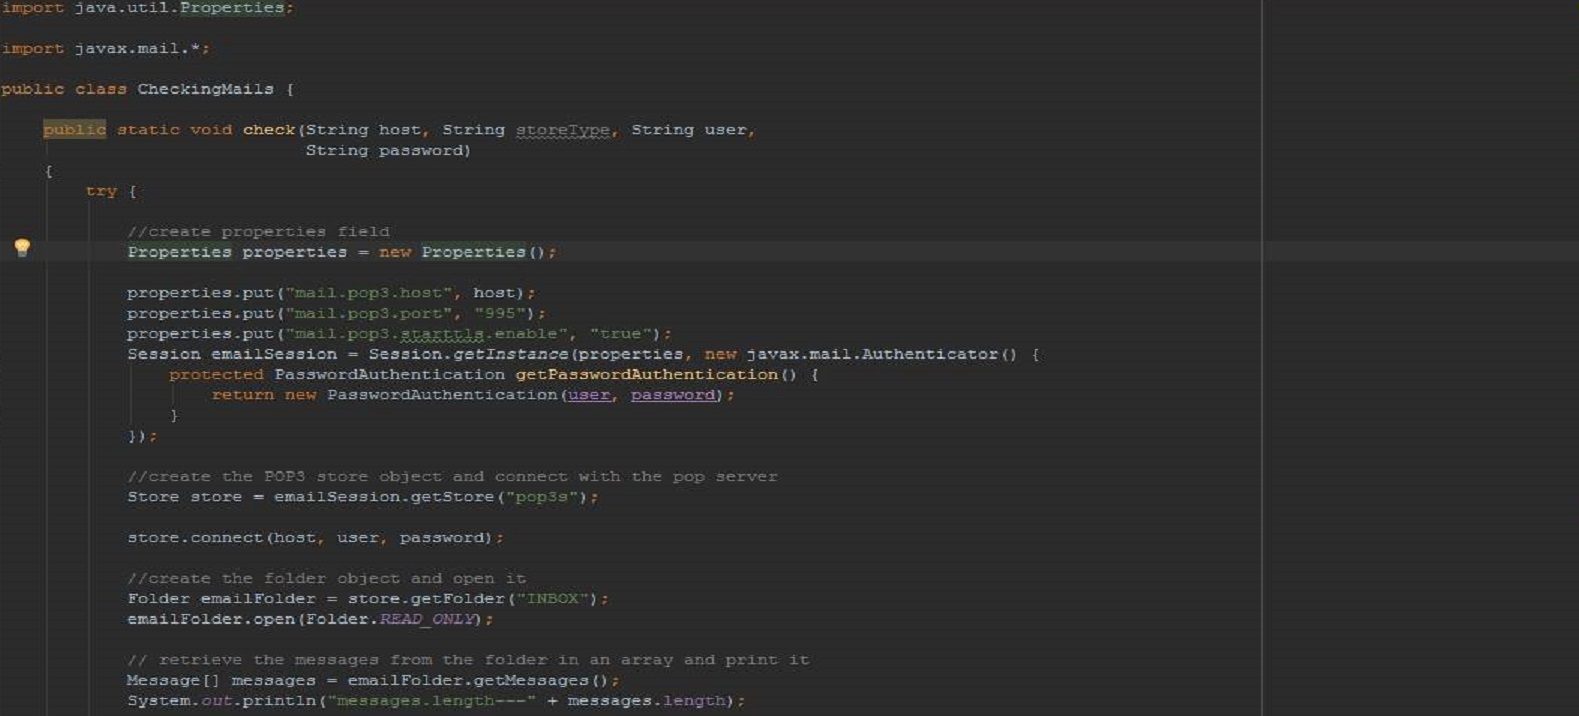 import java.util.Properties;
import javax.mail.*;
public class CheckingMails {
public static void check(String host, String storeType, String user,
String password)
{
try {
//create properties field
Properties properties = new Properties();
properties.put("mail.pop3.host", host);
properties.put("mail.pop3.port", "995");
properties.put("mail.pop3.starttls.enable", "true");
Session emailSession = Session.getInstance(properties, new javax.mail.Authenticator() {
protected PasswordAuthentication getPasswordAuthentication() {
return new PasswordAuthentication(user, password);
}
});
//create the POP3 store object and connect with the pop server
Store store = emailSession.getStore("pop3s");
store.connect(host, user, password);
//create the folder object and open it
Folder emailFolder = store.getFolder("INBOX");
emailFolder.open(Folder.READ_ONLY);
// retrieve the messages from the folder in an array and print it
Message[] messages = emailFolder.getMessages();
System.out.println("messages.length---" + messages.length);